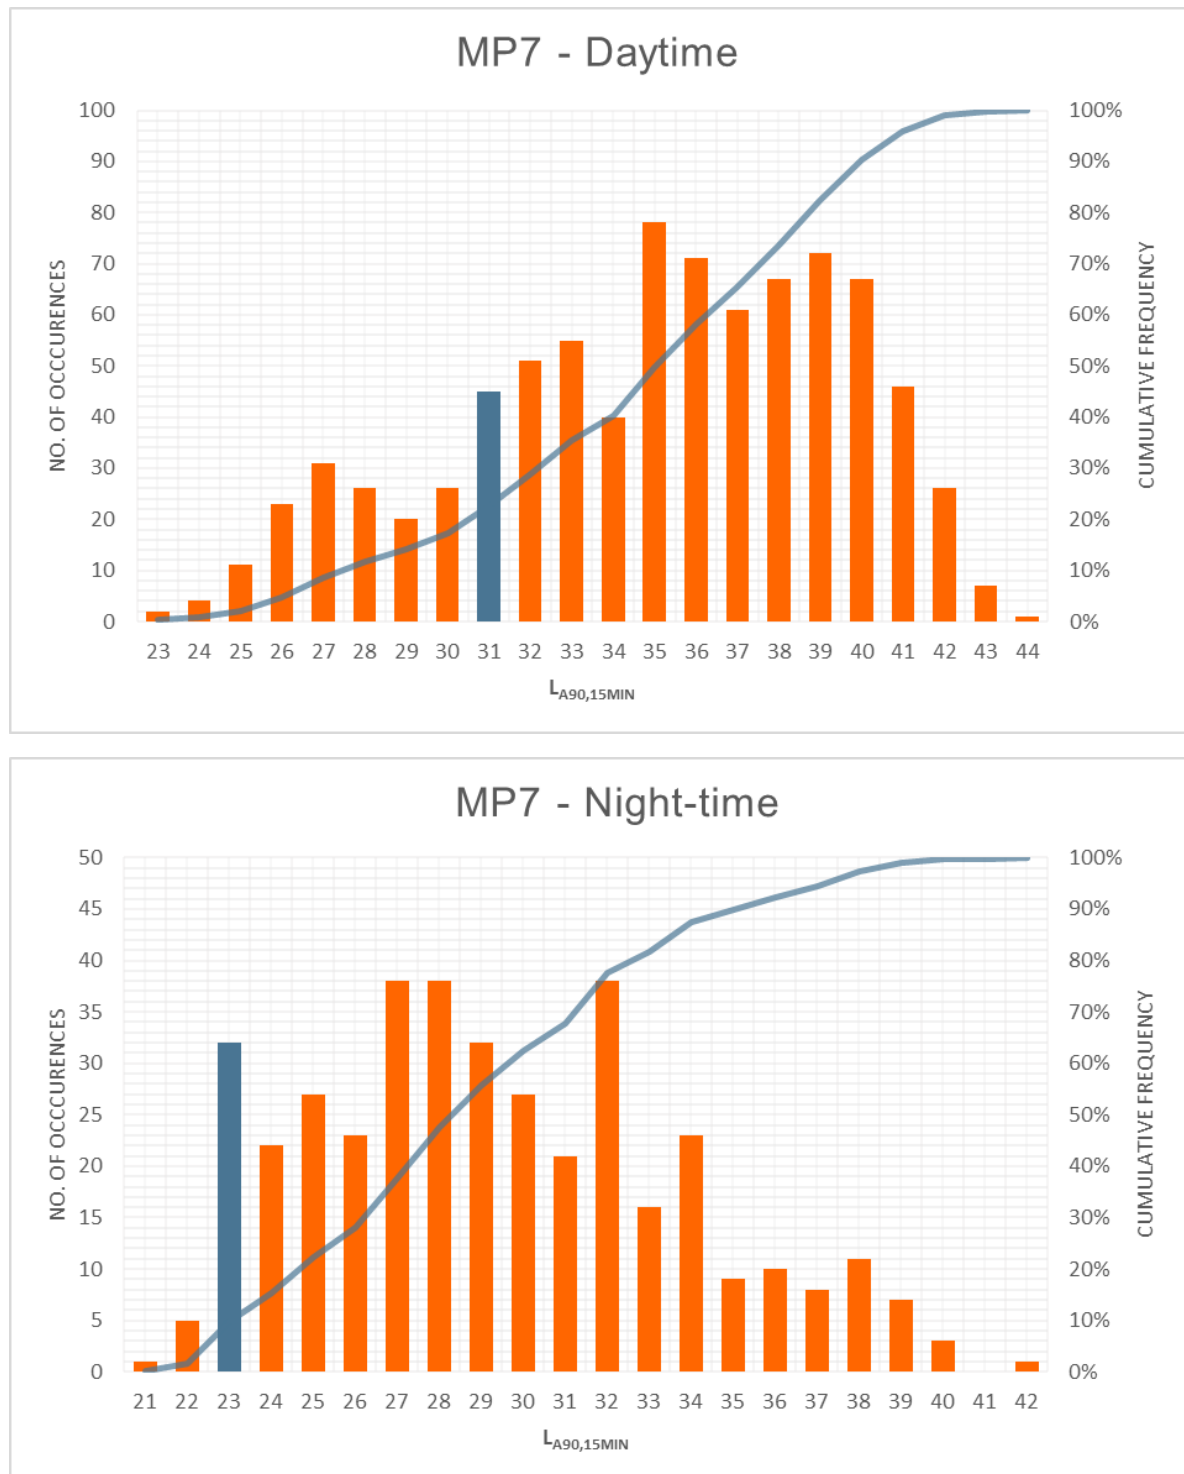 MP7 - Daytime
100 100%
90 90%
80 80%
70 70%
60 60%
50 50%
40 40%
30 30%
20 20%
10 10%
0 0%
NO. OF OCCCURENCES
CUMULATIVE FREQUENCY
23 24 25 26 27 28 29 30 31 32 33 34 35 36 37 38 39 40 41 42 43 44
LA90,15MIN
MP7 - Night-time
50 100%
45 90%
40 80%
35 70%
30 60%
25 50%
20 40%
15 30%
10 20%
5 10%
0 0%
NO. OF OCCCURENCES
CUMULATIVE FREQUENCY
21 22 23 24 25 26 27 28 29 30 31 32 33 34 35 36 37 38 39 40 41 42
LA90,15MIN